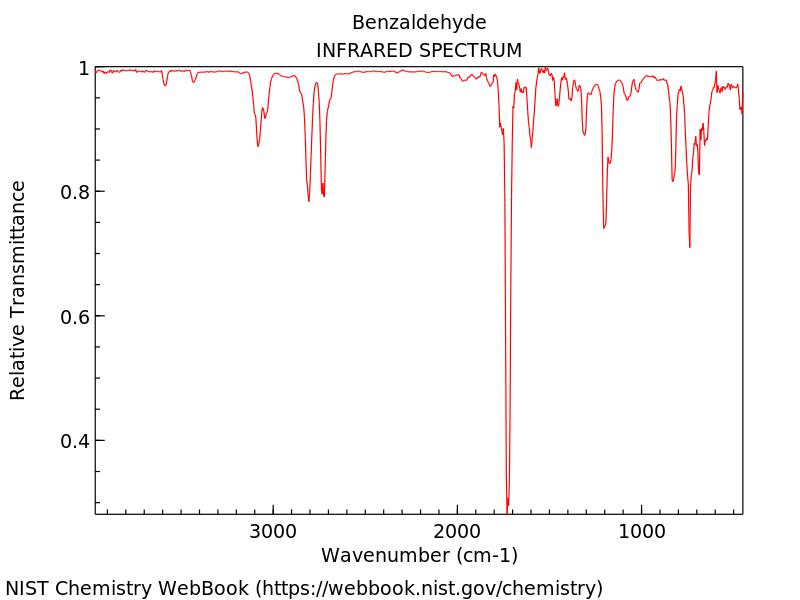 Benzaldehyde
INFRARED SPECTRUM
1
0.8
0.6
0.4
Relative Transmittance
3000
2000
1000
Wavenumber (cm-1)
NIST Chemistry WebBook (https://webbook.nist.gov/chemistry)